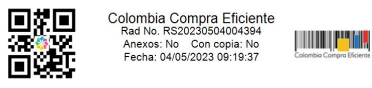 Colombia Compra Eficiente
Rad No. RS20230504004394
Anexos: No    Con copia: No
Fecha: 04/05/2023 09:19:37
Colombia Compra Eficiente